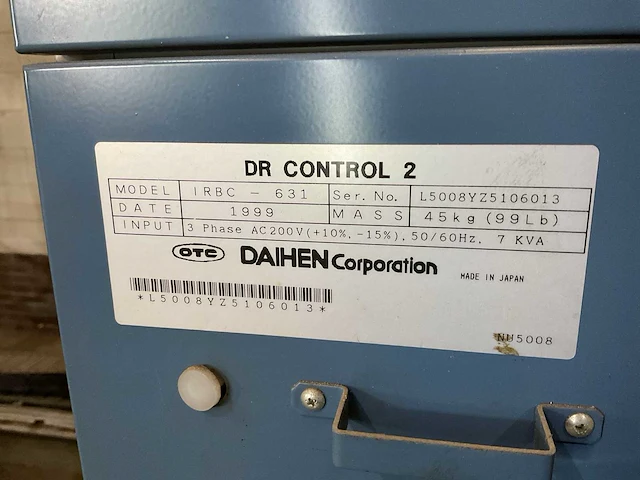 DR CONTROL 2
MODEL IRBC - 631 Ser. No. L5008YZ5106013
DATE 1999 MASS 45kg (99Lb)
INPUT 3 Phase AC200V(+10%, -15%), 50/60Hz, 7 KVA
OTC DAIHEN Corporation MADE IN JAPAN
*L5008YZ5106013*
NU5008